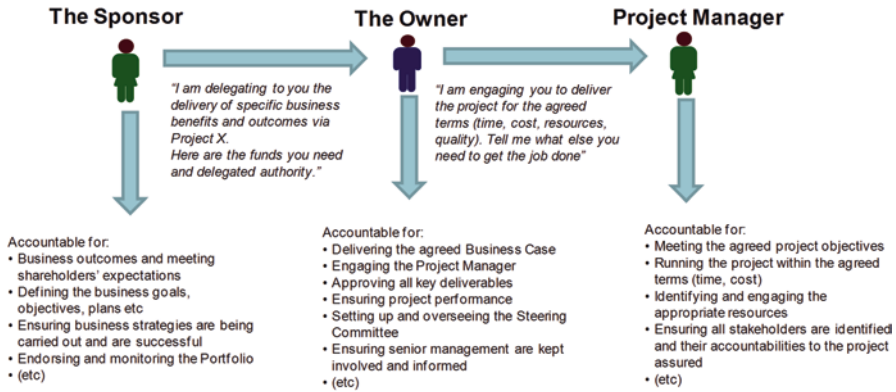 The Sponsor
The Owner
Project Manager
“I am delegating to you the
delivery of specific business
benefits and outcomes via
Project X.
Here are the funds you need
and delegated authority.”
“I am engaging you to deliver
the project for the agreed
terms (time, cost, resources,
quality). Tell me what else you
need to get the job done”
Accountable for:
• Business outcomes and meeting
shareholders’ expectations
• Defining the business goals,
objectives, plans etc
• Ensuring business strategies are being
carried out and are successful
• Endorsing and monitoring the Portfolio
• (etc)
Accountable for:
• Delivering the agreed Business Case
• Engaging the Project Manager
• Approving all key deliverables
• Ensuring project performance
• Setting up and overseeing the Steering
Committee
• Ensuring senior management are kept
involved and informed
• (etc)
Accountable for:
• Meeting the agreed project objectives
• Running the project within the agreed
terms (time, cost)
• Identifying and engaging the
appropriate resources
• Ensuring all stakeholders are identified
and their accountabilities to the project
assured
• (etc)